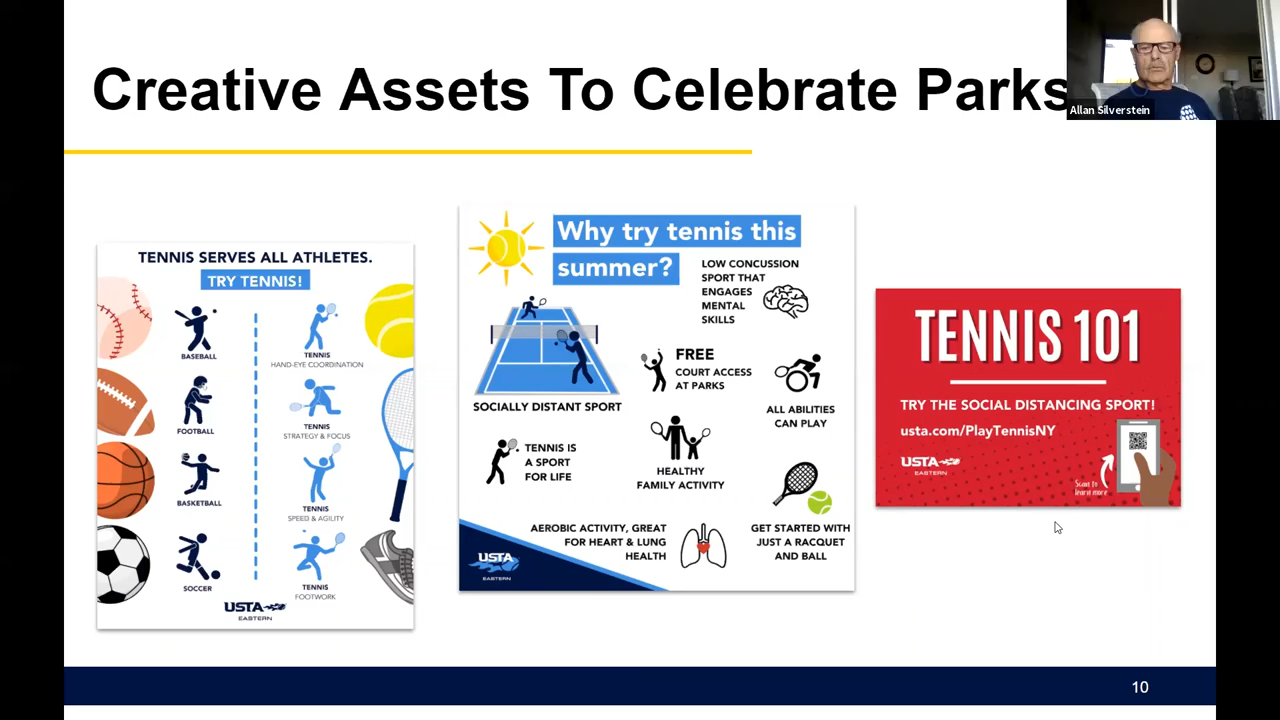 Creative Assets To Celebrate Parks
Allan Silverstein
TENNIS SERVES ALL ATHLETES.
TRY TENNIS!
BASEBALL
TENNIS
HAND-EYE COORDINATION
FOOTBALL
TENNIS
STRATEGY & FOCUS
BASKETBALL
TENNIS
SPEED & AGILITY
SOCCER
TENNIS
FOOTWORK
USTA
EASTERN
Why try tennis this
summer?
LOW CONCUSSION
SPORT THAT
ENGAGES
MENTAL
SKILLS
SOCIALLY DISTANT SPORT
FREE
COURT ACCESS
AT PARKS
ALL ABILITIES
CAN PLAY
TENNIS IS
A SPORT
FOR LIFE
HEALTHY
FAMILY ACTIVITY
AEROBIC ACTIVITY, GREAT
FOR HEART & LUNG
HEALTH
GET STARTED WITH
JUST A RACQUET
AND BALL
USTA
EASTERN
TENNIS 101
TRY THE SOCIAL DISTANCING SPORT!
usta.com/PlayTennisNY
USTA
EASTERN
Scan to
learn more
10